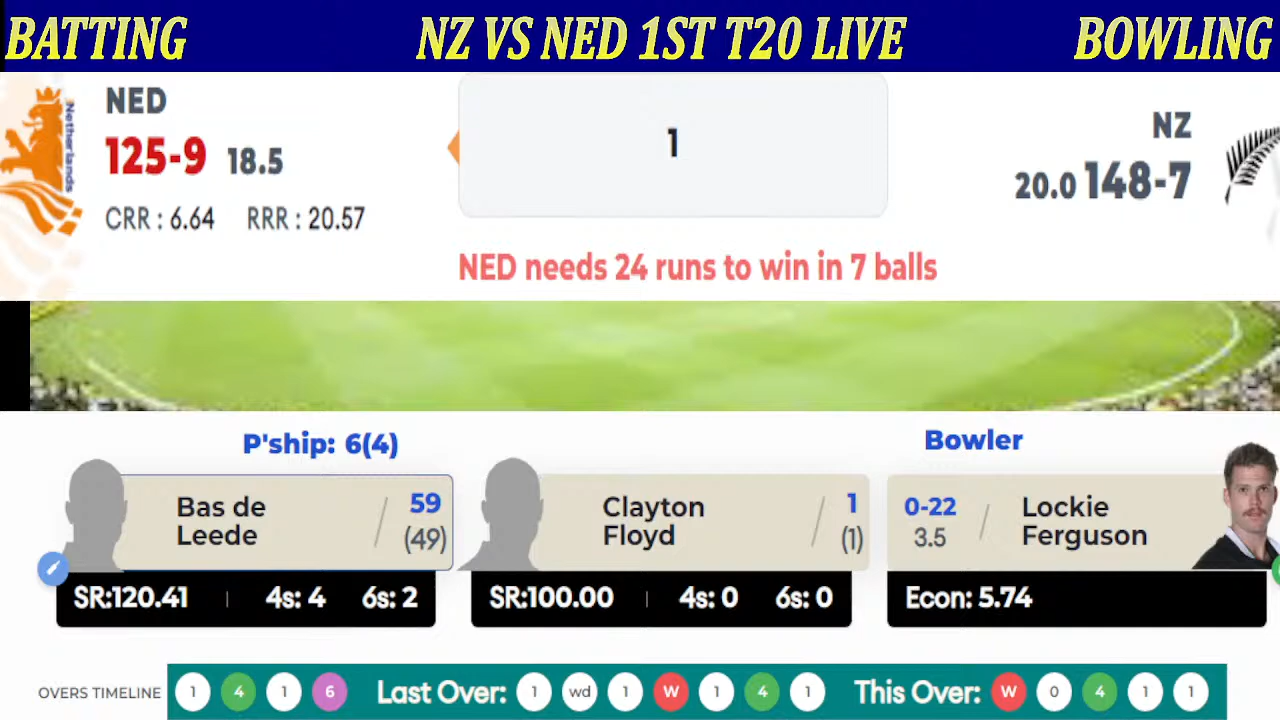 BATTING NZ VS NED 1ST T20 LIVE BOWLING
Netherlands
NED
125-9 18.5
CRR : 6.64 RRR : 20.57
1
NZ
20.0 148-7
NED needs 24 runs to win in 7 balls
P'ship: 6(4)
Bowler
Bas de Leede 59 (49)
SR:120.41 4s: 4 6s: 2
Clayton Floyd 1 (1)
SR:100.00 4s: 0 6s: 0
0-22 3.5 Lockie Ferguson
Econ: 5.74
OVERS TIMELINE 1 4 1 6 Last Over: 1 wd 1 W 1 4 1 This Over: W 0 4 1 1